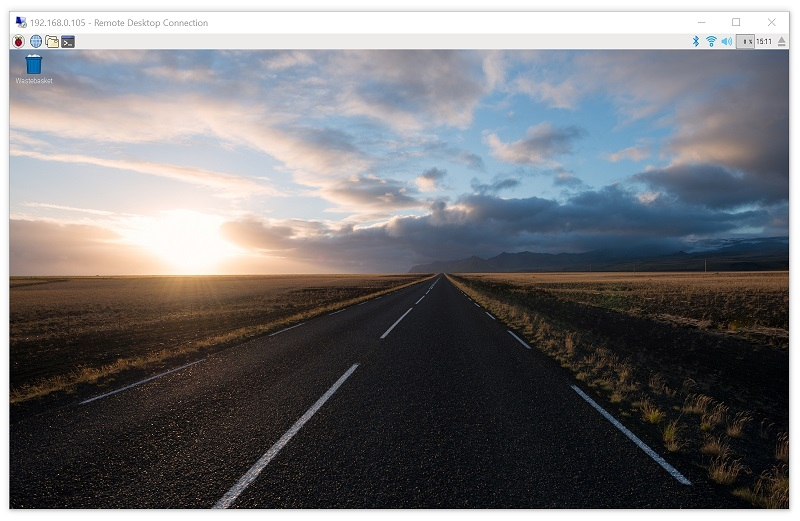 192.168.0.105 - Remote Desktop Connection
15:11
Wastebasket